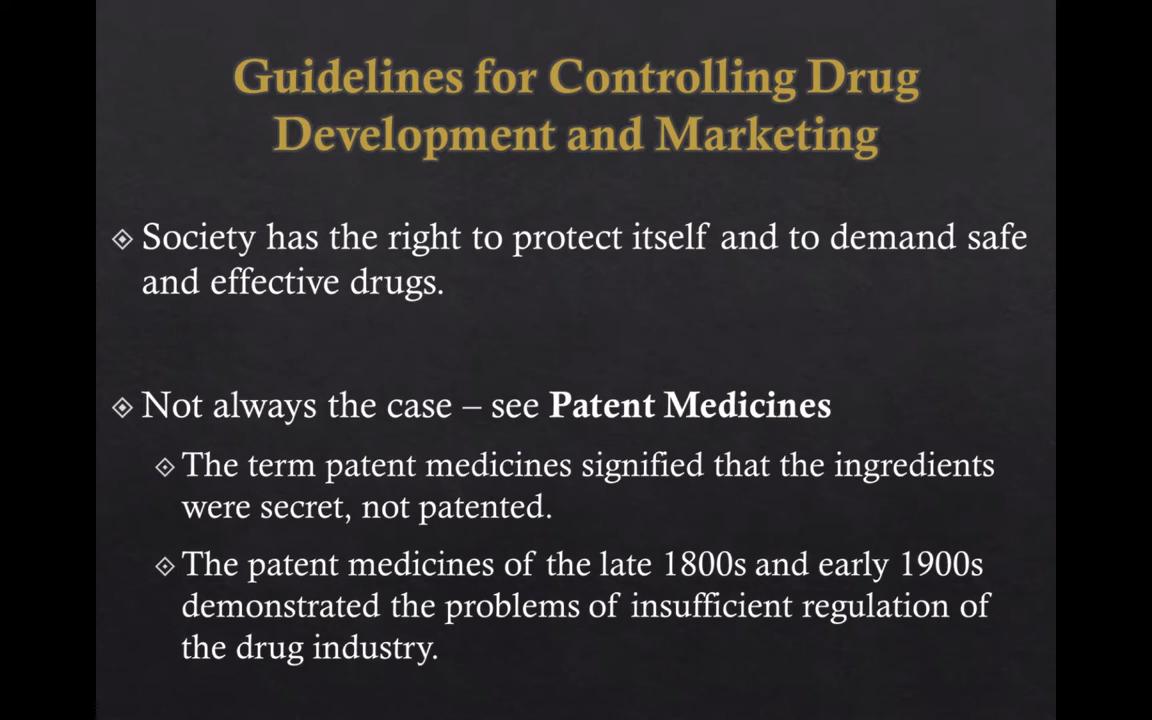 Guidelines for Controlling Drug
Development and Marketing
Society has the right to protect itself and to demand safe
and effective drugs.
Not always the case – see Patent Medicines
The term patent medicines signified that the ingredients
were secret, not patented.
The patent medicines of the late 1800s and early 1900s
demonstrated the problems of insufficient regulation of
the drug industry.